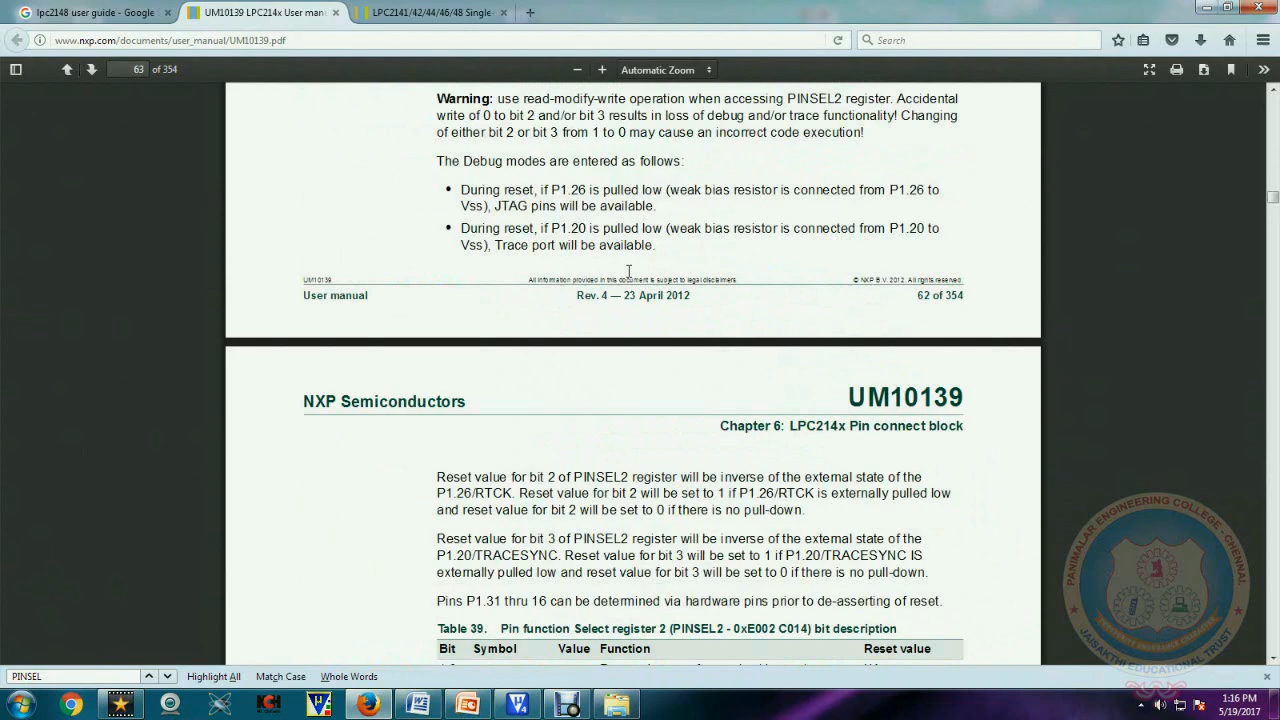 lpc2148 user guide - Google
UM10139 LPC214x User man
LPC2141/42/44/46/48 Single-
www.nxp.com/documents/user_manual/UM10139.pdf
Search
63 of 354
Automatic Zoom
Warning: use read-modify-write operation when accessing PINSEL2 register. Accidental
write of 0 to bit 2 and/or bit 3 results in loss of debug and/or trace functionality! Changing
of either bit 2 or bit 3 from 1 to 0 may cause an incorrect code execution!
The Debug modes are entered as follows:
• During reset, if P1.26 is pulled low (weak bias resistor is connected from P1.26 to
Vss), JTAG pins will be available.
• During reset, if P1.20 is pulled low (weak bias resistor is connected from P1.20 to
Vss), Trace port will be available.
UM10139 All information provided in this document is subject to legal disclaimers. © NXP B.V. 2012. All rights reserved.
User manual Rev. 4 — 23 April 2012 62 of 354
NXP Semiconductors UM10139
Chapter 6: LPC214x Pin connect block
Reset value for bit 2 of PINSEL2 register will be inverse of the external state of the
P1.26/RTCK. Reset value for bit 2 will be set to 1 if P1.26/RTCK is externally pulled low
and reset value for bit 2 will be set to 0 if there is no pull-down.
Reset value for bit 3 of PINSEL2 register will be inverse of the external state of the
P1.20/TRACESYNC. Reset value for bit 3 will be set to 1 if P1.20/TRACESYNC IS
externally pulled low and reset value for bit 3 will be set to 0 if there is no pull-down.
Pins P1.31 thru 16 can be determined via hardware pins prior to de-asserting of reset.
Table 39. Pin function Select register 2 (PINSEL2 - 0xE002 C014) bit description
Bit Symbol Value Function Reset value
PANIMALAR ENGINEERING COLLEGE, CHENNAI
JAISAKTHI EDUCATIONAL TRUST
PINSEL
Highlight All Match Case Whole Words
1:16 PM
5/19/2017